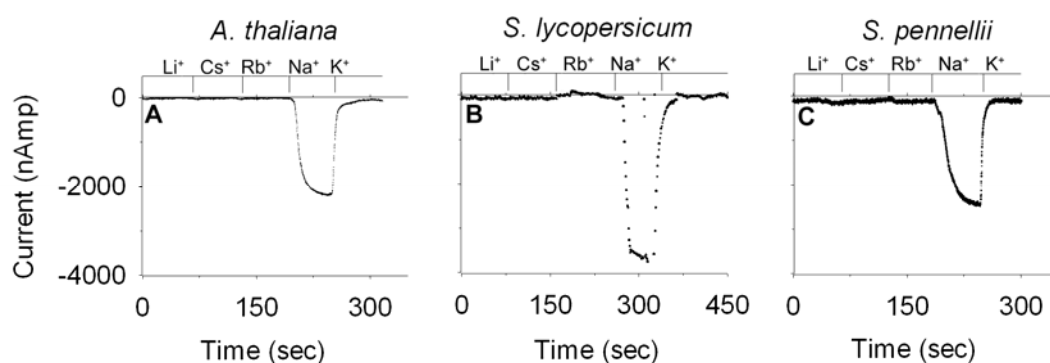 A. thaliana S. lycopersicum S. pennellii
Li⁺ Cs⁺ Rb⁺ Na⁺ K⁺ Li⁺ Cs⁺ Rb⁺ Na⁺ K⁺ Li⁺ Cs⁺ Rb⁺ Na⁺ K⁺
0
A B C
-2000
-4000
0 150 300 0 150 300 450 0 150 300
Current (nAmp)
Time (sec) Time (sec) Time (sec)